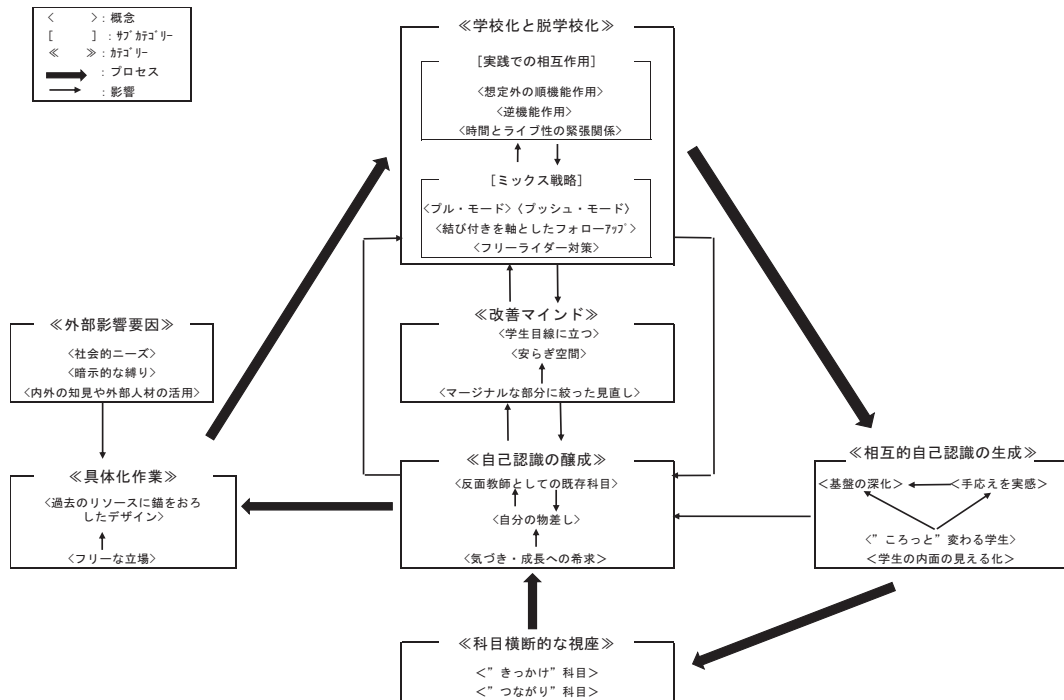 < >：概念
[ ]：ｻﾌﾞｶﾃｺﾞﾘｰ
≪ ≫：ｶﾃｺﾞﾘｰ
：プロセス
：影響
≪学校化と脱学校化≫
［実践での相互作用］
<想定外の順機能作用>
<逆機能作用>
<時間とライブ性の緊張関係>
［ミックス戦略］
<プル・モード>〈プッシュ・モード〉
<結び付きを軸としたフォローｱｯﾌﾟ>
<フリーライダー対策>
≪外部影響要因≫
<社会的ニーズ>
<暗示的な縛り>
<内外の知見や外部人材の活用>
≪改善マインド≫
<学生目線に立つ>
<安らぎ空間>
<マージナルな部分に絞った見直し>
≪具体化作業≫
<過去のリソースに錨をおろ
したデザイン>
<フリーな立場>
≪自己認識の醸成≫
<反面教師としての既存科目>
<自分の物差し>
<気づき・成長への希求>
≪相互的自己認識の生成≫
<基盤の深化>
<手応えを実感>
<”ころっと”変わる学生>
<学生の内面の見える化>
≪科目横断的な視座≫
<”きっかけ”科目>
<”つながり”科目>